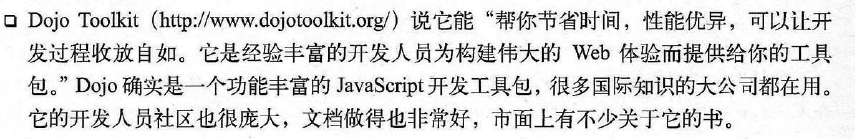 □ Dojo Toolkit（http://www.dojotoolkit.org/）说它能“帮你节省时间，性能优异，可以让开
发过程收放自如。它是经验丰富的开发人员为构建伟大的 Web 体验而提供给你的工具
包。”Dojo 确实是一个功能丰富的 JavaScript 开发工具包，很多国际知识的大公司都在用。
它的开发人员社区也很庞大，文档做得也非常好，市面上有不少关于它的书。